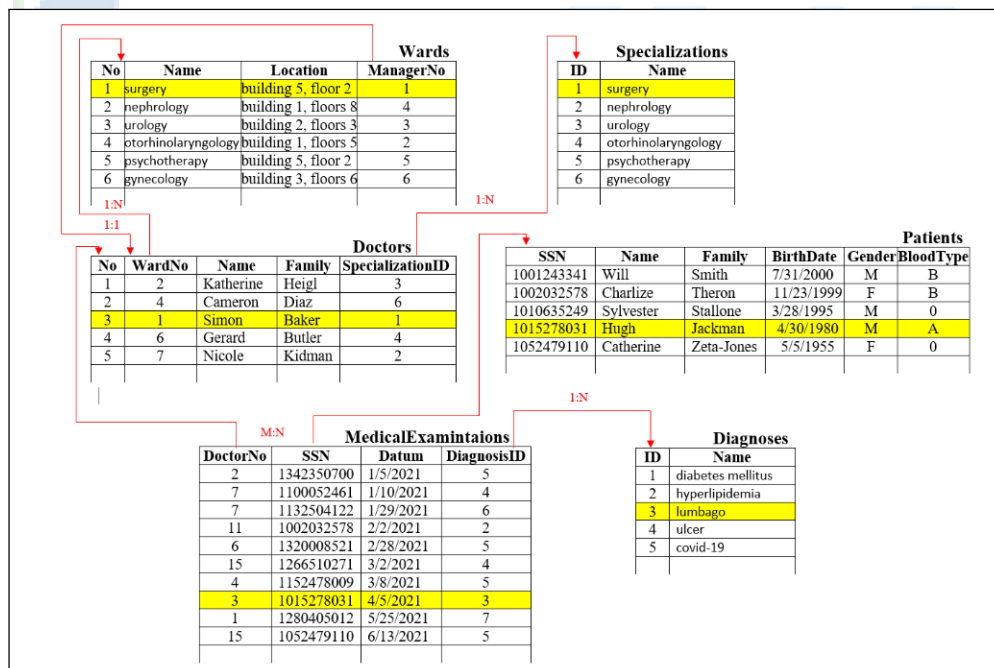 Wards
No Name Location ManagerNo
1 surgery building 5, floor 2 1
2 nephrology building 1, floors 8 4
3 urology building 2, floors 3 3
4 otorhinolaryngology building 1, floors 5 2
5 psychotherapy building 5, floor 2 5
6 gynecology building 3, floors 6 6
Specializations
ID Name
1 surgery
2 nephrology
3 urology
4 otorhinolaryngology
5 psychotherapy
6 gynecology
1:N
1:1
1:N
Doctors
No WardNo Name Family SpecializationID
1 2 Katherine Heigl 3
2 4 Cameron Diaz 6
3 1 Simon Baker 1
4 6 Gerard Butler 4
5 7 Nicole Kidman 2
Patients
SSN Name Family BirthDate Gender BloodType
1001243341 Will Smith 7/31/2000 M B
1002032578 Charlize Theron 11/23/1999 F B
1010635249 Sylvester Stallone 3/28/1995 M 0
1015278031 Hugh Jackman 4/30/1980 M A
1052479110 Catherine Zeta-Jones 5/5/1955 F 0
M:N
1:N
MedicalExamintaions
DoctorNo SSN Datum DiagnosisID
2 1342350700 1/5/2021 5
7 1100052461 1/10/2021 4
7 1132504122 1/29/2021 6
11 1002032578 2/2/2021 2
6 1320008521 2/28/2021 5
15 1266510271 3/2/2021 4
4 1152478009 3/8/2021 5
3 1015278031 4/5/2021 3
1 1280405012 5/25/2021 7
15 1052479110 6/13/2021 5
Diagnoses
ID Name
1 diabetes mellitus
2 hyperlipidemia
3 lumbago
4 ulcer
5 covid-19